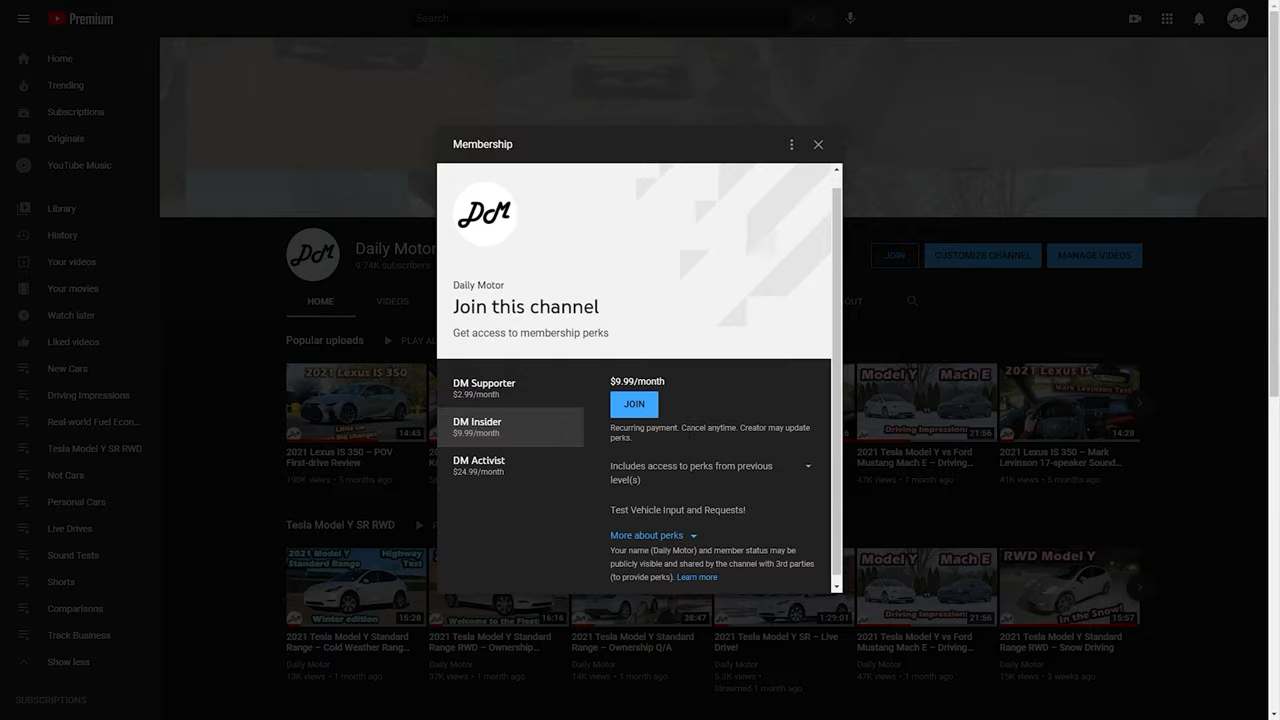 Premium
Search
DM
Home
Trending
Subscriptions
Originals
YouTube Music
Library
History
Your videos
Your movies
Watch later
Liked videos
New Cars
Driving Impressions
Real-world Fuel Econ...
Tesla Model Y SR RWD
Not Cars
Personal Cars
Live Drives
Sound Tests
Shorts
Comparisons
Track Business
Show less
SUBSCRIPTIONS
DM
Daily Motor
9.74K subscribers
JOIN
CUSTOMIZE CHANNEL
MANAGE VIDEOS
HOME
VIDEOS
OUT
Membership
DM
Daily Motor
Join this channel
Get access to membership perks
DM Supporter
$2.99/month
DM Insider
$9.99/month
DM Activist
$24.99/month
$9.99/month
JOIN
Recurring payment. Cancel anytime. Creator may update
perks.
Includes access to perks from previous
level(s)
Test Vehicle Input and Requests!
More about perks
Your name (Daily Motor) and member status may be
publicly visible and shared by the channel with 3rd parties
(to provide perks). Learn more
Popular uploads
PLAY AL
2021 Lexus IS 350
14:45
2021 Lexus IS 350 – POV
First-drive Review
190K views • 5 months ago
Model Y
Mach E
Driving Impressions
21:56
2021 Tesla Model Y vs Ford
Mustang Mach E – Driving...
47K views • 1 month ago
2021 Lexus IS 350
Mark Levinson Test
14:28
2021 Lexus IS 350 – Mark
Levinson 17-speaker Sound...
41K views • 5 months ago
Tesla Model Y SR RWD
2021 Model Y
Standard Range
Highway
Test
Winter edition
15:28
2021 Tesla Model Y Standard
Range – Cold Weather Rang...
Daily Motor
13K views • 1 month ago
Welcome to the Fleet
16:16
2021 Tesla Model Y Standard
Range RWD – Ownership...
Daily Motor
37K views • 1 month ago
38:47
2021 Tesla Model Y Standard
Range – Ownership Q/A
Daily Motor
14K views • 1 month ago
1:29:01
2021 Tesla Model Y SR – Live
Drive!
Daily Motor
5.3K views •
Streamed 1 month ago
Model Y
Mach E
Driving Impressions
21:56
2021 Tesla Model Y vs Ford
Mustang Mach E – Driving...
Daily Motor
47K views • 1 month ago
RWD Model Y
In the Snow!
15:57
2021 Tesla Model Y Standard
Range RWD – Snow Driving
Daily Motor
15K views • 3 weeks ago